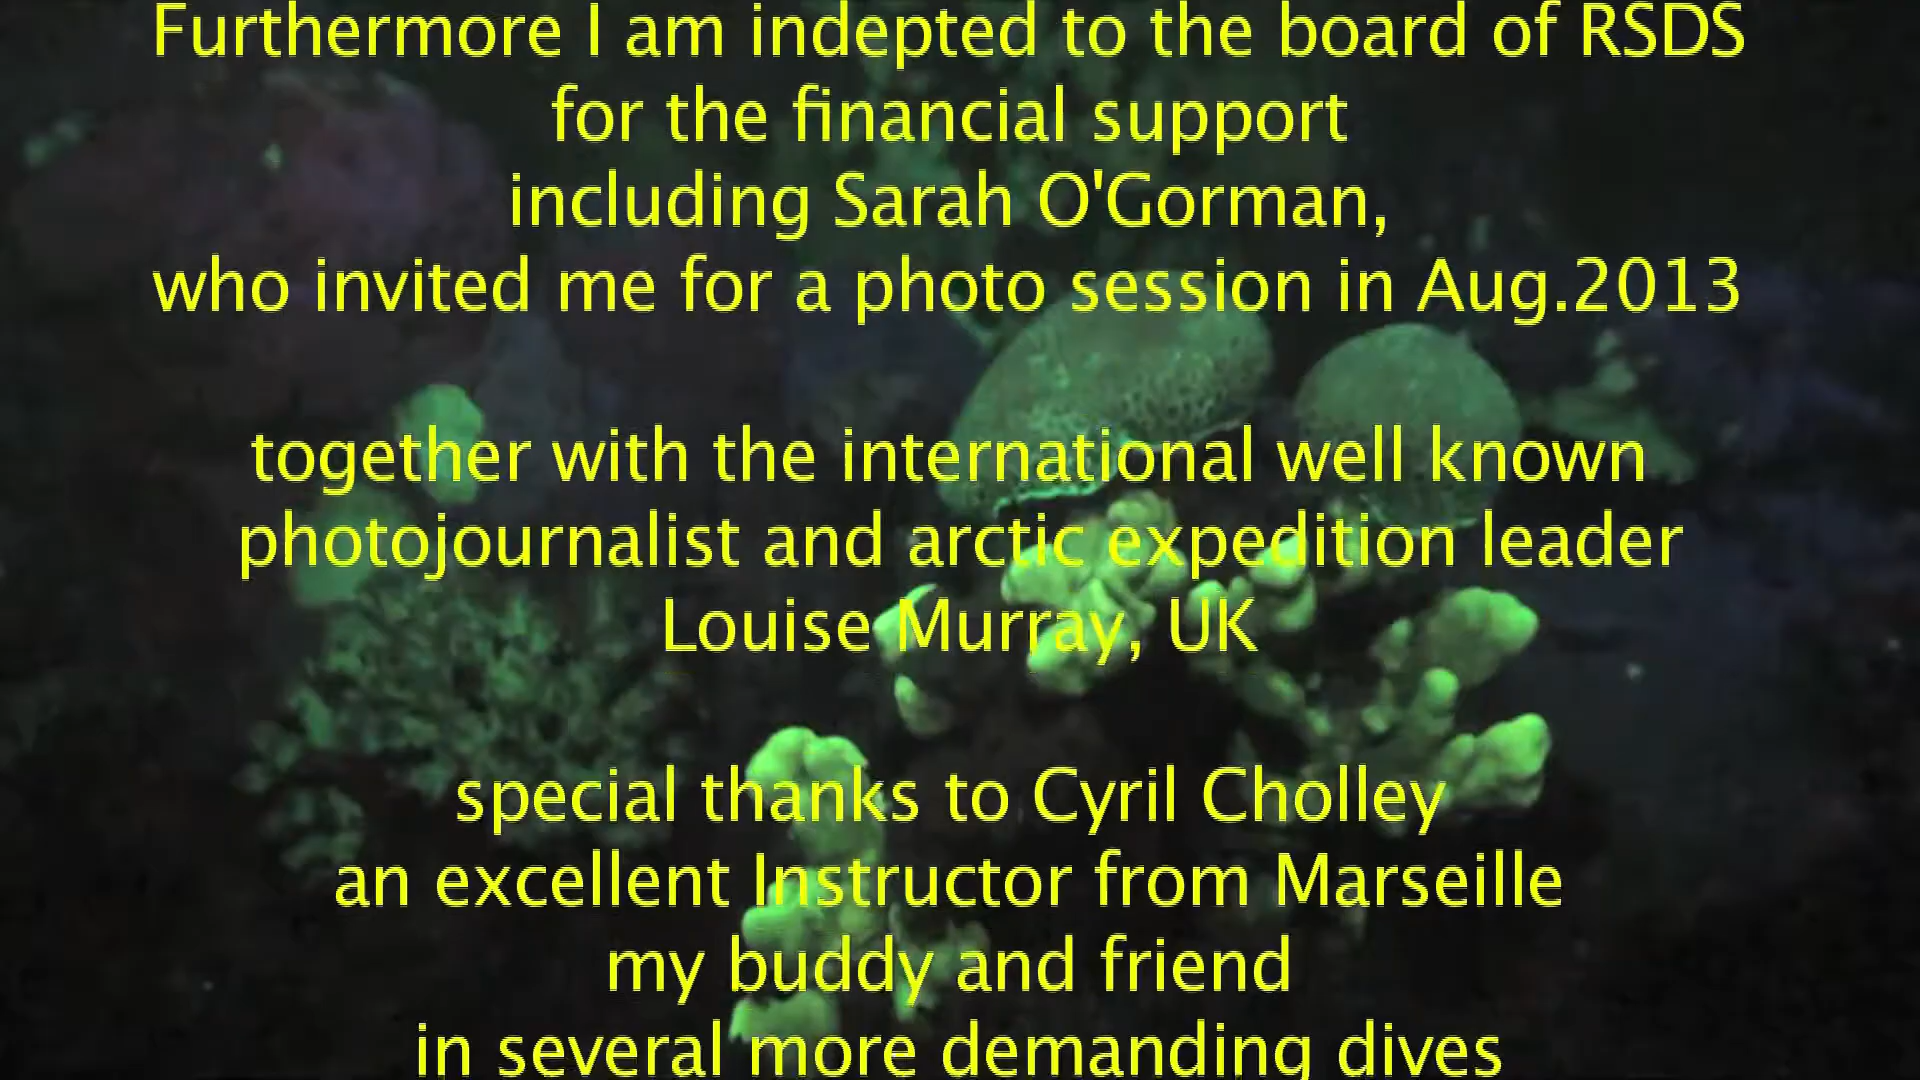 Furthermore I am indepted to the board of RSDS
for the financial support
including Sarah O'Gorman,
who invited me for a photo session in Aug.2013
together with the international well known
photojournalist and arctic expedition leader
Louise Murray, UK
special thanks to Cyril Cholley
an excellent Instructor from Marseille
my buddy and friend
in several more demanding dives